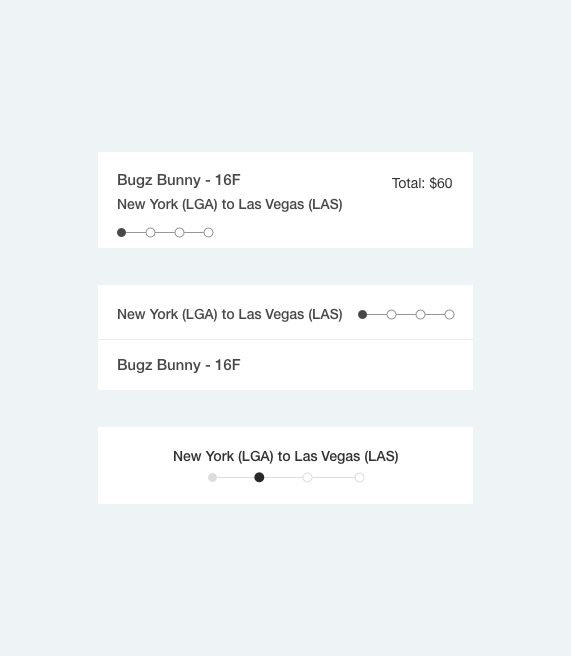 Bugz Bunny - 16F
Total: $60
New York (LGA) to Las Vegas (LAS)
New York (LGA) to Las Vegas (LAS)
Bugz Bunny - 16F
New York (LGA) to Las Vegas (LAS)